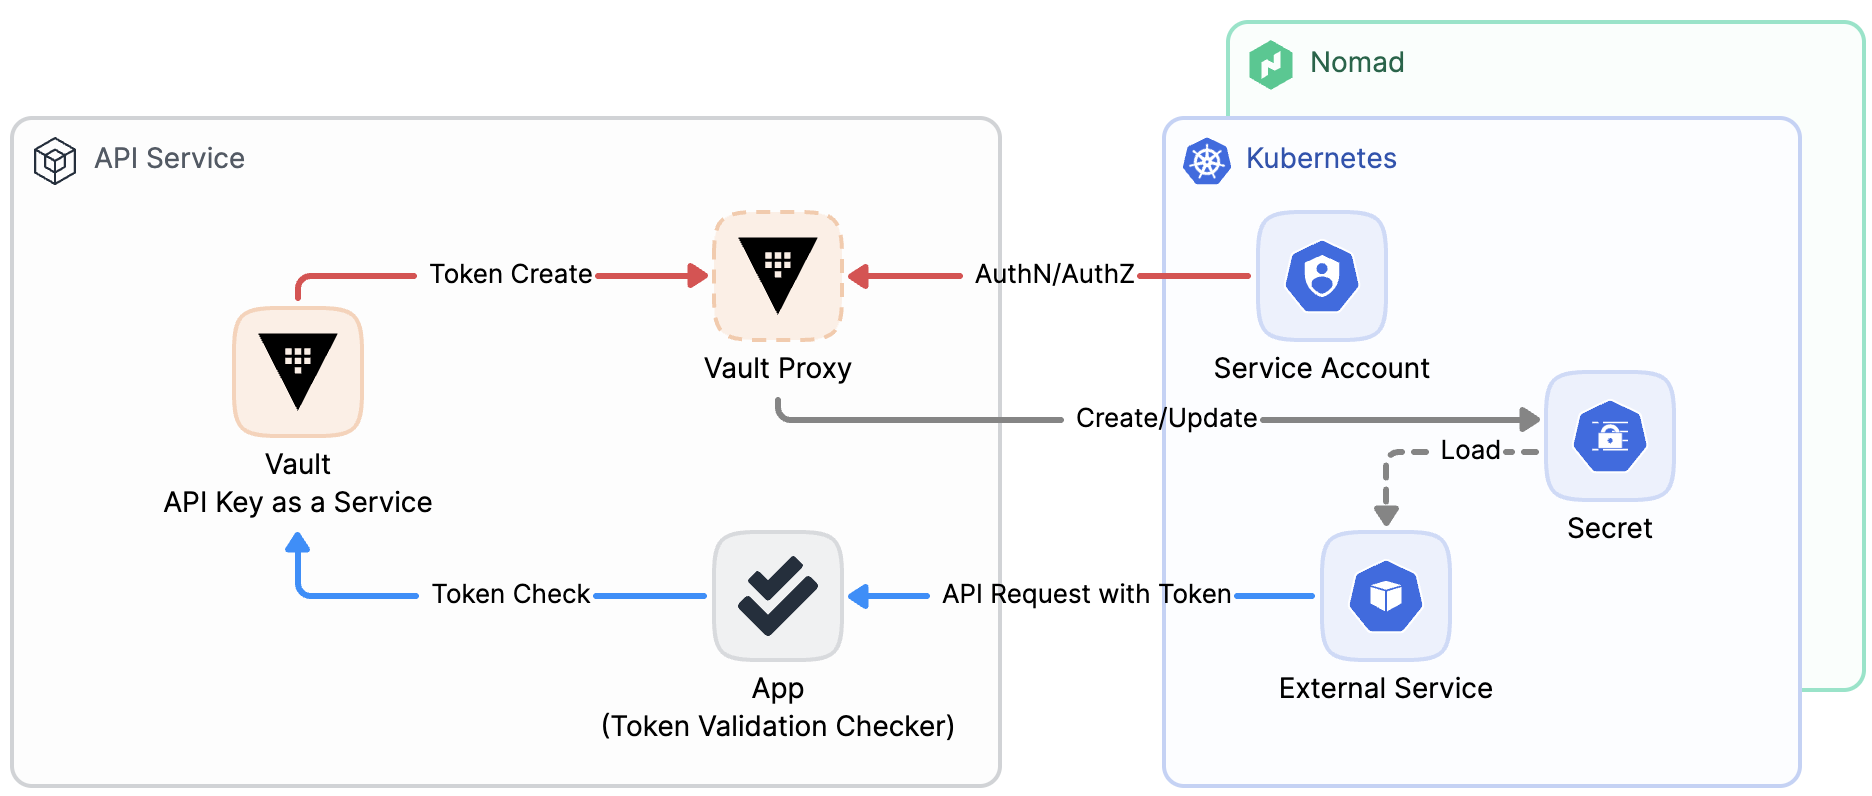 Nomad
API Service
Kubernetes
Token Create
AuthN/AuthZ
Vault Proxy
Service Account
Create/Update
Load
Vault
API Key as a Service
Secret
Token Check
API Request with Token
App
(Token Validation Checker)
External Service